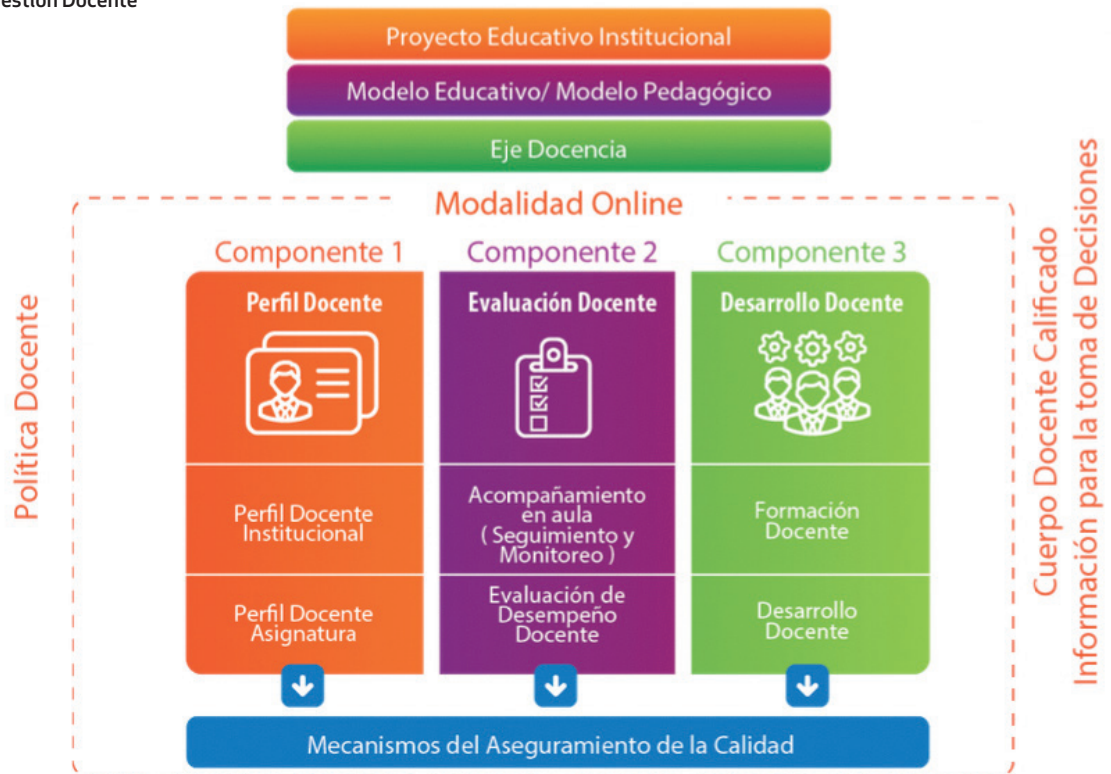 Proyecto Educativo Institucional
Modelo Educativo/ Modelo Pedagógico
Eje Docencia
Modalidad Online
Política Docente
Componente 1
Perfil Docente
Perfil Docente
Institucional
Perfil Docente
Asignatura
Componente 2
Evaluación Docente
Acompañamiento
en aula
( Seguimiento y
Monitoreo )
Evaluación de
Desempeño
Docente
Componente 3
Desarrollo Docente
Formación
Docente
Desarrollo
Docente
Mecanismos del Aseguramiento de la Calidad
Cuerpo Docente Calificado
Información para la toma de Decisiones